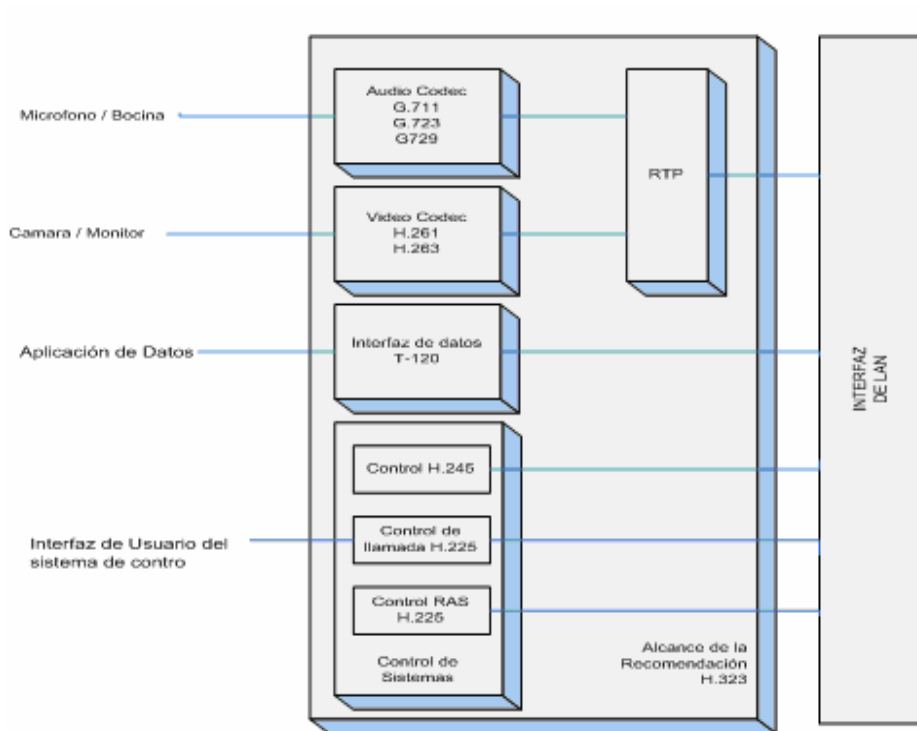 Microfono / Bocina
Audio Codec
G.711
G.723
G729
RTP
Camara / Monitor
Video Codec
H.261
H.263
Aplicación de Datos
Interfaz de datos
T-120
Control H.245
Interfaz de Usuario del
sistema de contro
Control de
llamada H.225
Control RAS
H.225
Control de
Sistemas
Alcance de la
Recomendación
H.323
INTERFAZ
DE LAN